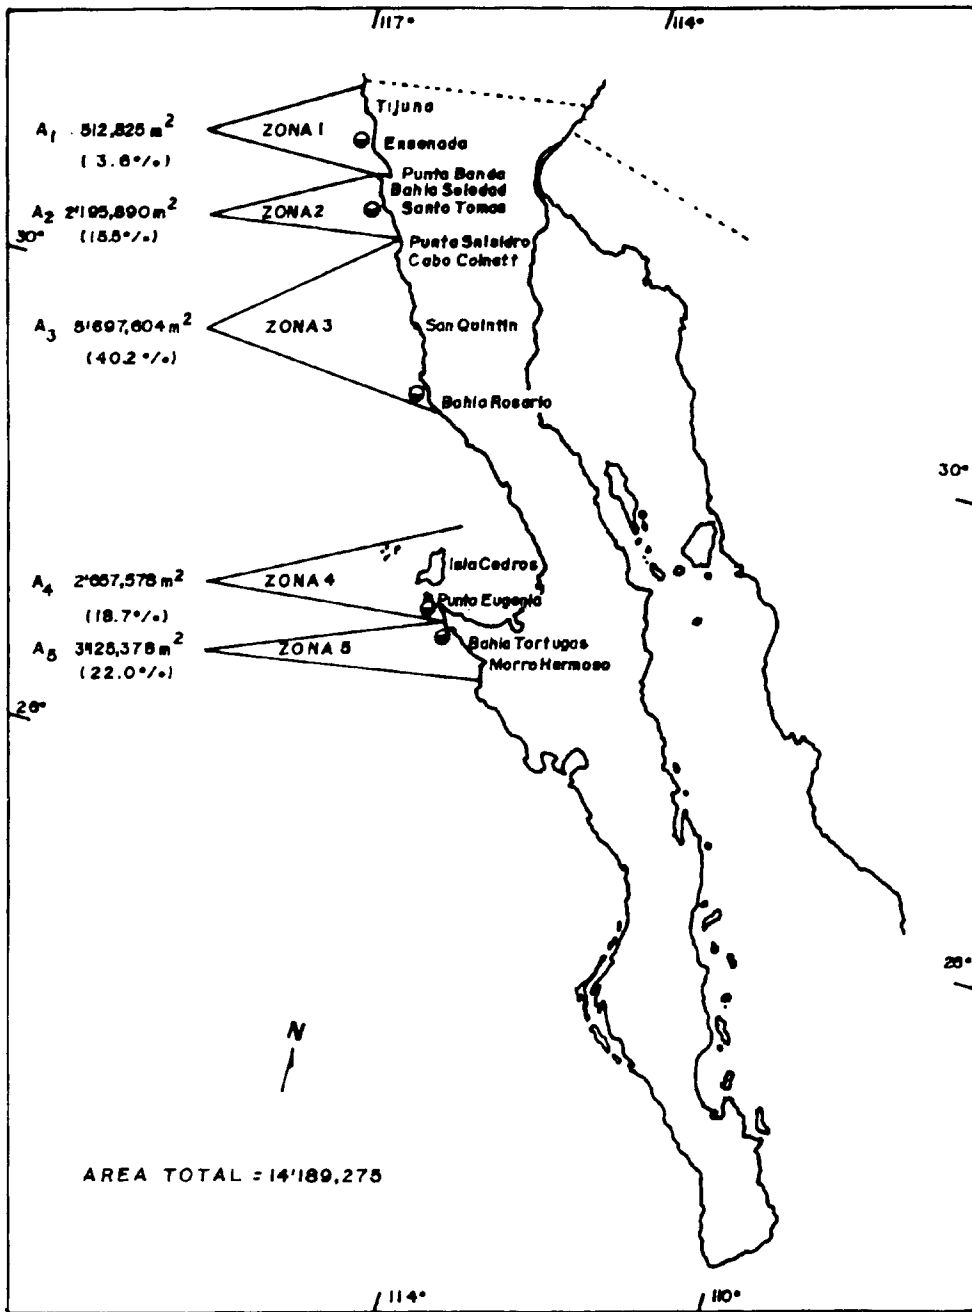 117°
114°
Tijuna
A1 512,825 m2
ZONA 1
(3.6%)
Ensenada
Punta Banda
Bahia Soledad
A2 2'195,890 m2
ZONA 2
Santo Tomas
(15.5%)
30°
Punta Snisidro
Cabo Colnett
A3 5'697,604 m2
ZONA 3
San Quintin
(40.2%)
Bahia Rosario
30°
Isla Cedros
A4 2'657,578 m2
ZONA 4
Punta Eugenia
(18.7%)
A5 3'125,378 m2
ZONA 5
Bahia Tortugas
Morro Hermoso
(22.0%)
26°
26°
N
AREA TOTAL = 14'189,275
114°
110°